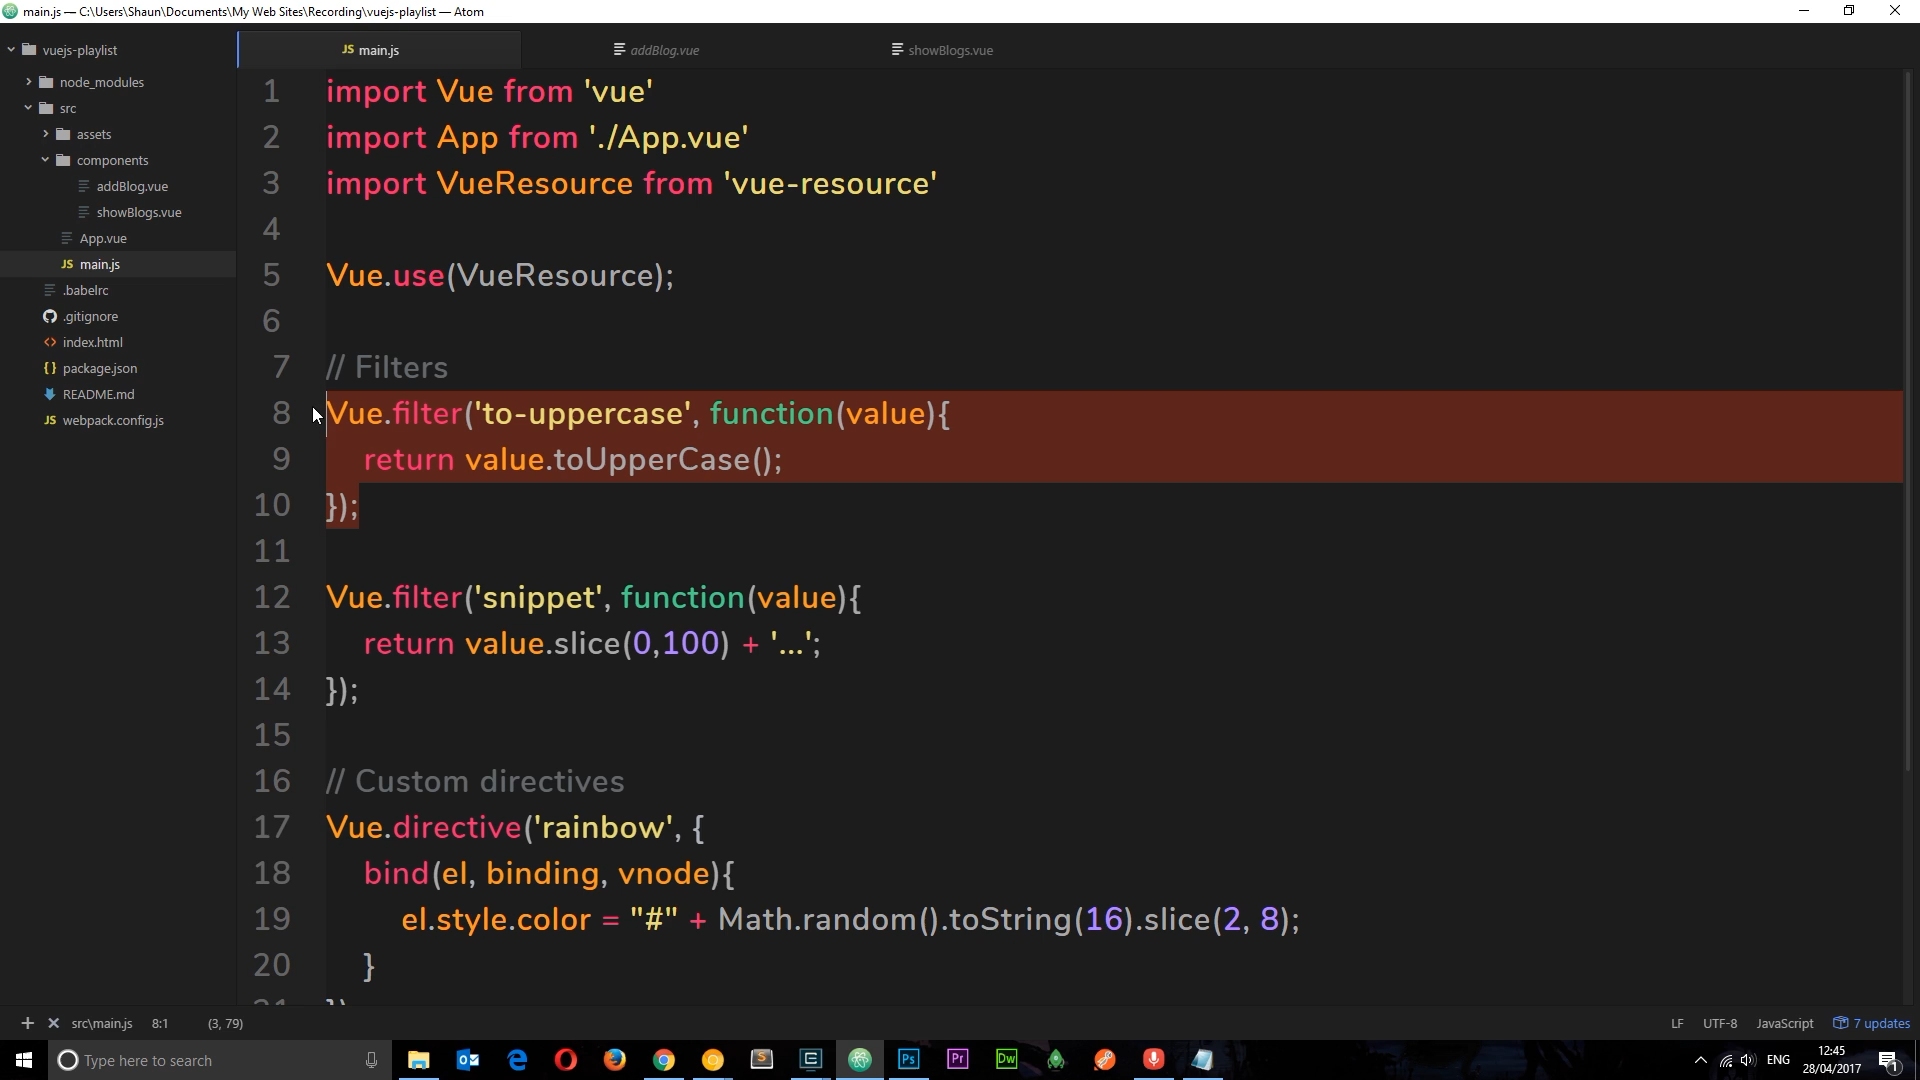 main.js — C:\Users\Shaun\Documents\My Web Sites\Recording\vuejs-playlist — Atom
vuejs-playlist
node_modules
src
assets
components
addBlog.vue
showBlogs.vue
App.vue
JS main.js
.babelrc
.gitignore
<> index.html
{} package.json
README.md
JS webpack.config.js
JS main.js
addBlog.vue
showBlogs.vue
1 import Vue from 'vue'
2 import App from './App.vue'
3 import VueResource from 'vue-resource'
4
5 Vue.use(VueResource);
6
7 // Filters
8 Vue.filter('to-uppercase', function(value){
9 return value.toUpperCase();
10 });
11
12 Vue.filter('snippet', function(value){
13 return value.slice(0,100) + '...';
14 });
15
16 // Custom directives
17 Vue.directive('rainbow', {
18 bind(el, binding, vnode){
19 el.style.color = "#" + Math.random().toString(16).slice(2, 8);
20 }
src\main.js 8:1 (3, 79)
LF UTF-8 JavaScript 7 updates
Type here to search
S
Ps
Pr
Dw
ENG
12:45
28/04/2017
1